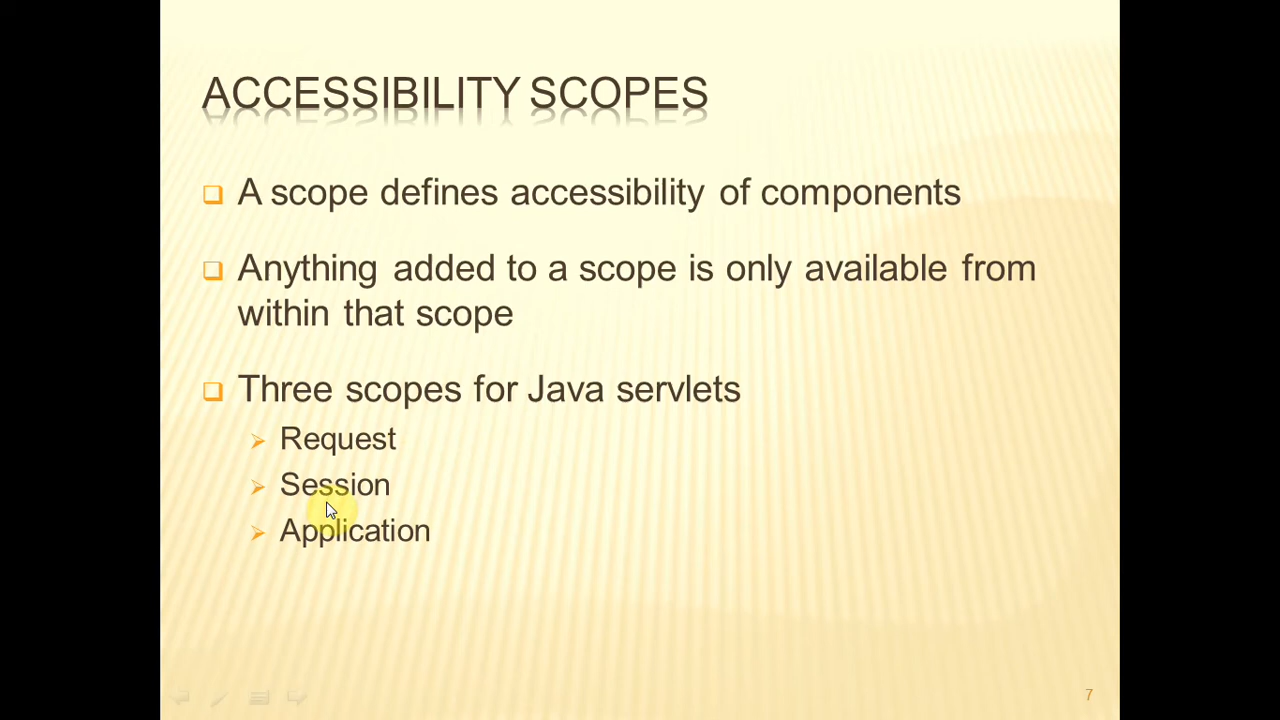 ACCESSIBILITY SCOPES
A scope defines accessibility of components
Anything added to a scope is only available from
within that scope
Three scopes for Java servlets
Request
Session
Application
7